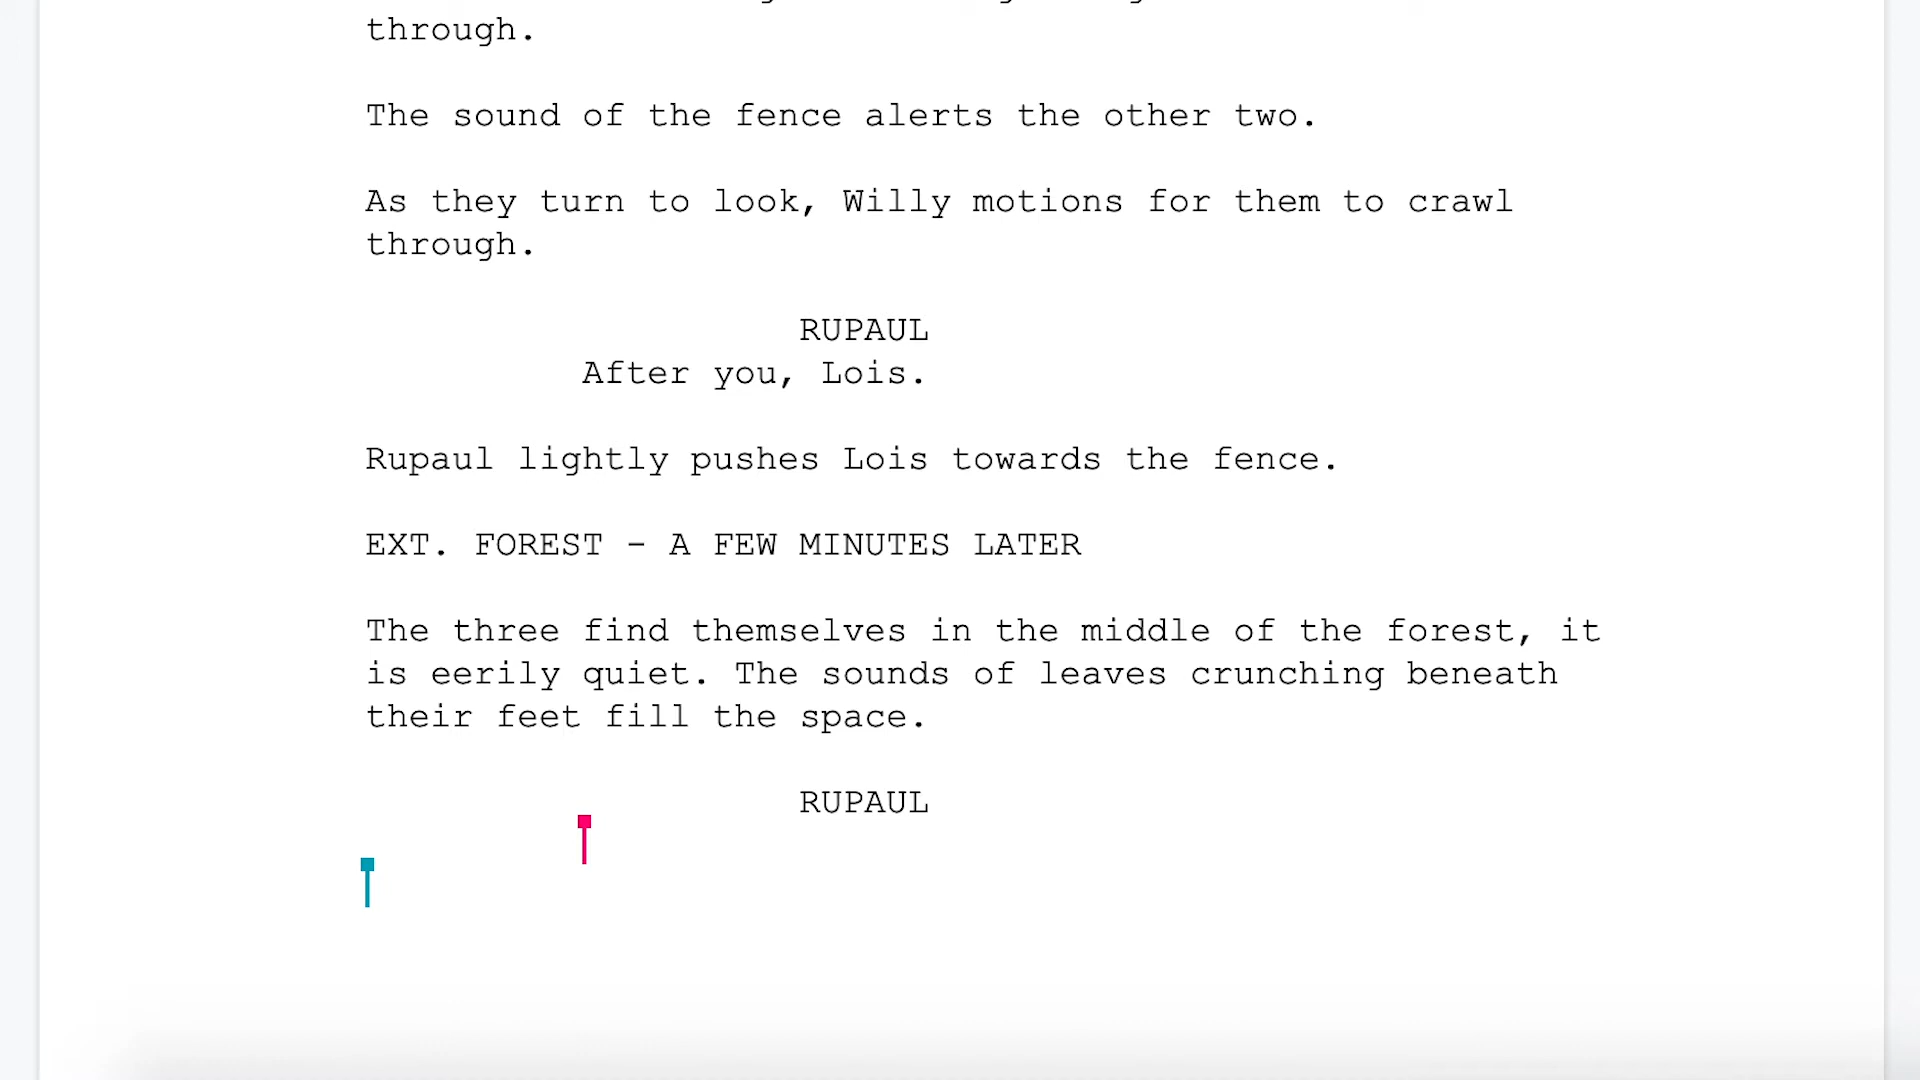 through.
The sound of the fence alerts the other two.
As they turn to look, Willy motions for them to crawl
through.
RUPAUL
After you, Lois.
Rupaul lightly pushes Lois towards the fence.
EXT. FOREST - A FEW MINUTES LATER
The three find themselves in the middle of the forest, it
is eerily quiet. The sounds of leaves crunching beneath
their feet fill the space.
RUPAUL